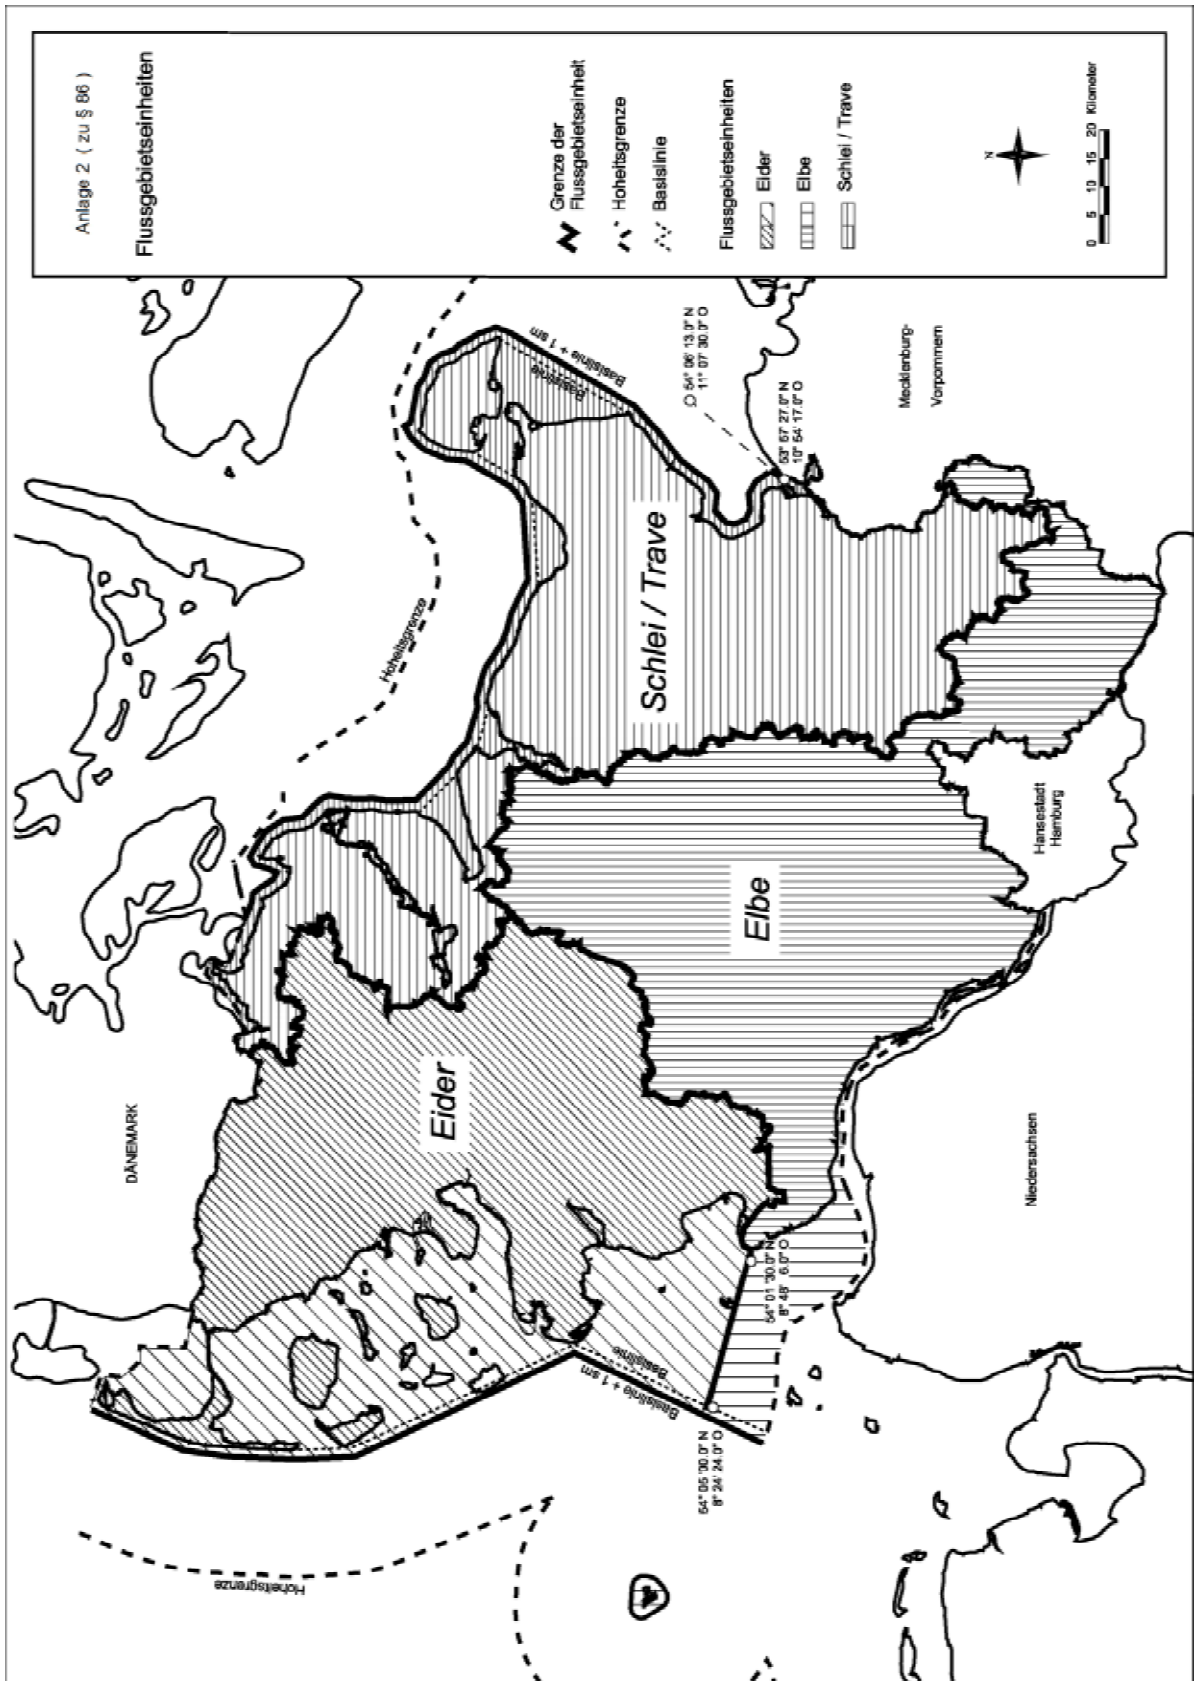 Anlage 2 ( zu § 86 )
Flussgebietseinheiten
Grenze der
Flussgebietseinheit
Hoheitsgrenze
Basislinie
Flussgebietseinheiten
Eider
Elbe
Schlei / Trave
N
0 5 10 15 20 Kilometer
DÄNEMARK
Hoheitsgrenze
Hoheitsgrenze
Basislinie
Basislinie + 1 sm
Basislinie
Basislinie + 1 sm
Eider
Elbe
Schlei / Trave
54° 06' 13.0" N
11° 07' 30.0" O
53° 57' 27.0" N
10° 54' 17.0" O
54° 01' 30.0" N
8° 48' 6.0" O
54° 05' 30.0" N
8° 24' 24.0" O
Mecklenburg-
Vorpommern
Hansestadt
Hamburg
Niedersachsen